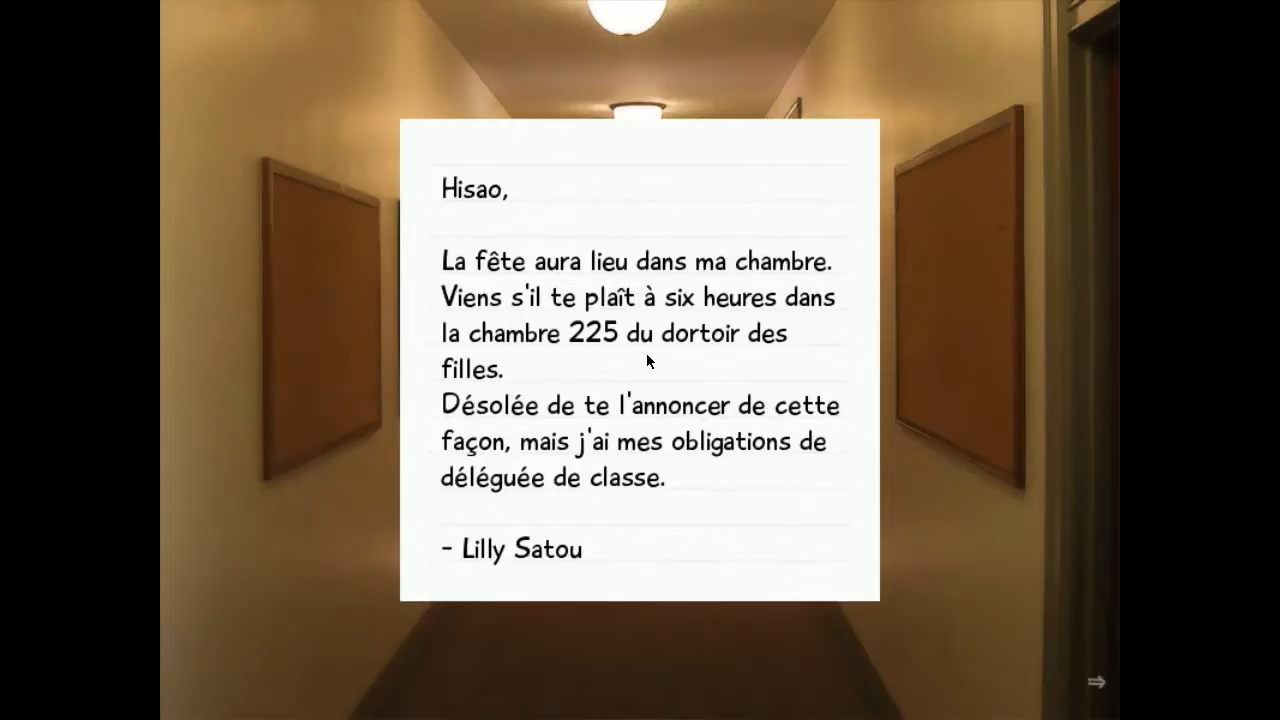 Hisao,
La fête aura lieu dans ma chambre.
Viens s'il te plaît à six heures dans
la chambre 225 du dortoir des
filles.
Désolée de te l'annoncer de cette
façon, mais j'ai mes obligations de
déléguée de classe.
- Lilly Satou